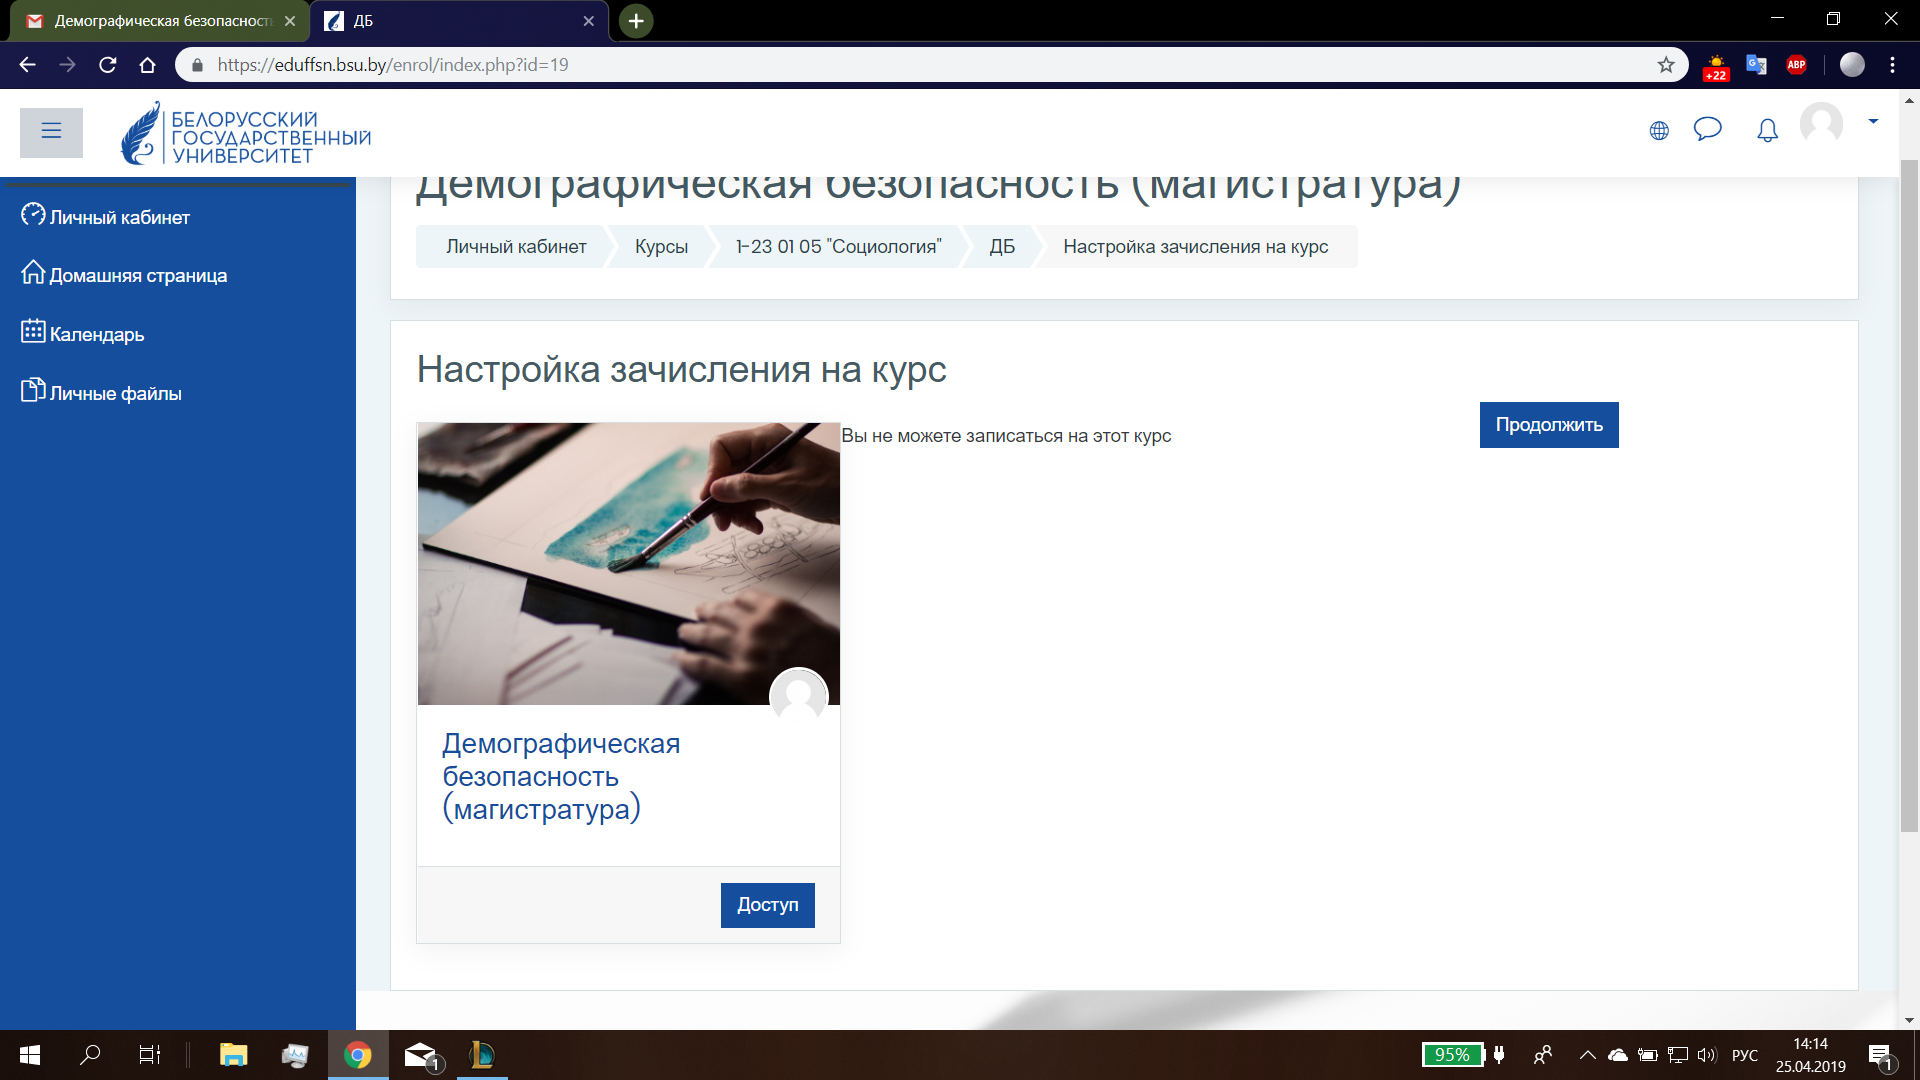 Демографическая безопасность
ДБ
https://eduffsn.bsu.by/enrol/index.php?id=19
+22
ABP
БЕЛОРУССКИЙ
ГОСУДАРСТВЕННЫЙ
УНИВЕРСИТЕТ
Демографическая безопасность (магистратура)
Личный кабинет
Домашняя страница
Календарь
Личные файлы
Личный кабинет Курсы 1-23 01 05 "Социология" ДБ Настройка зачисления на курс
Настройка зачисления на курс
Вы не можете записаться на этот курс
Продолжить
Демографическая
безопасность
(магистратура)
Доступ
1
95%
РУС
14:14
25.04.2019
1